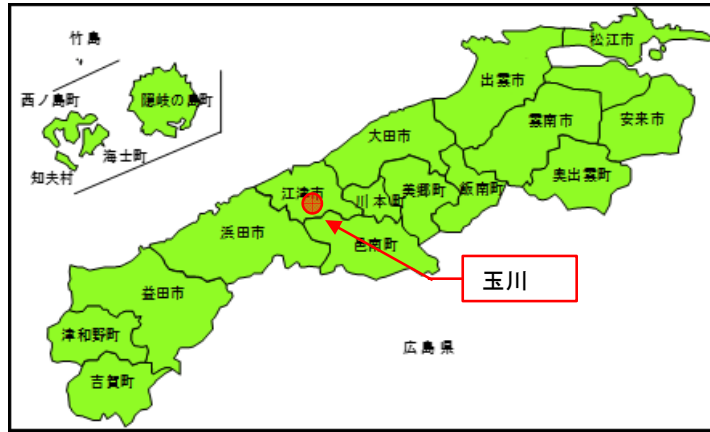 竹島
松江市
西ノ島町
隠岐の島町
出雲市
海士町
知夫村
大田市
雲南市
安来市
江津市
川本町
美郷町
飯南町
奥出雲町
浜田市
邑南町
玉川
益田市
津和野町
広島県
吉賀町